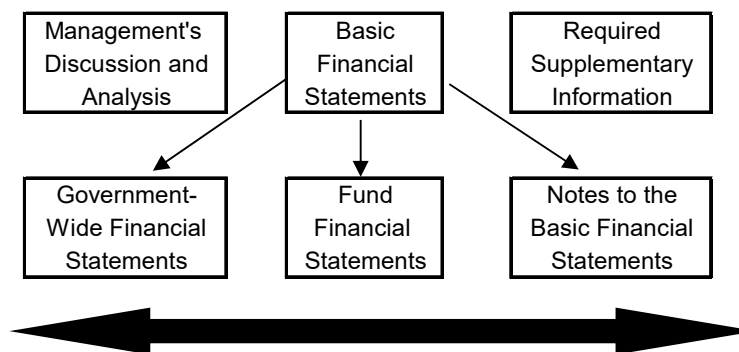 Management's
Discussion and
Analysis
Basic
Financial
Statements
Required
Supplementary
Information
Government-
Wide Financial
Statements
Fund
Financial
Statements
Notes to the
Basic Financial
Statements